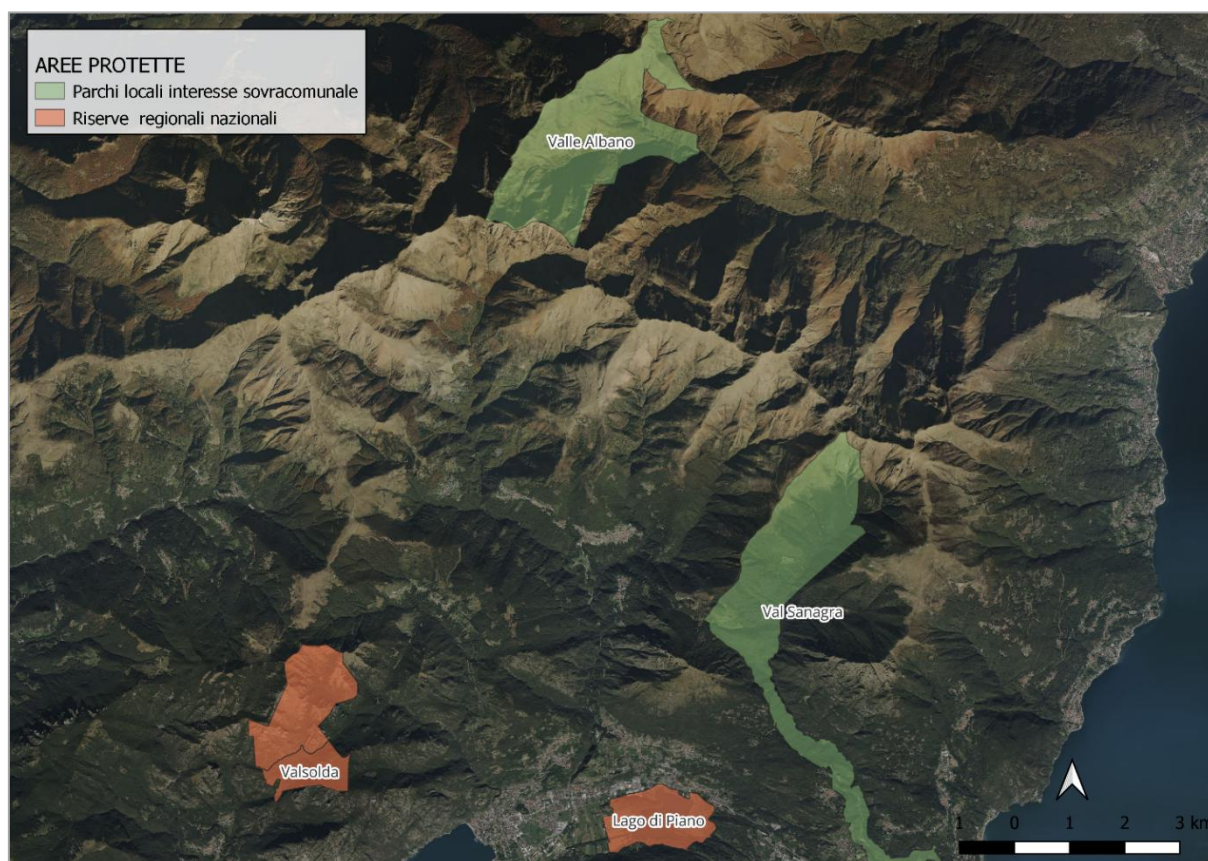 AREE PROTETTE
Parchi locali interesse sovracomunale
Riserve regionali nazionali
Valle Albano
Val Sanagra
Valsolda
Lago di Piano
1 0 1 2 3 km